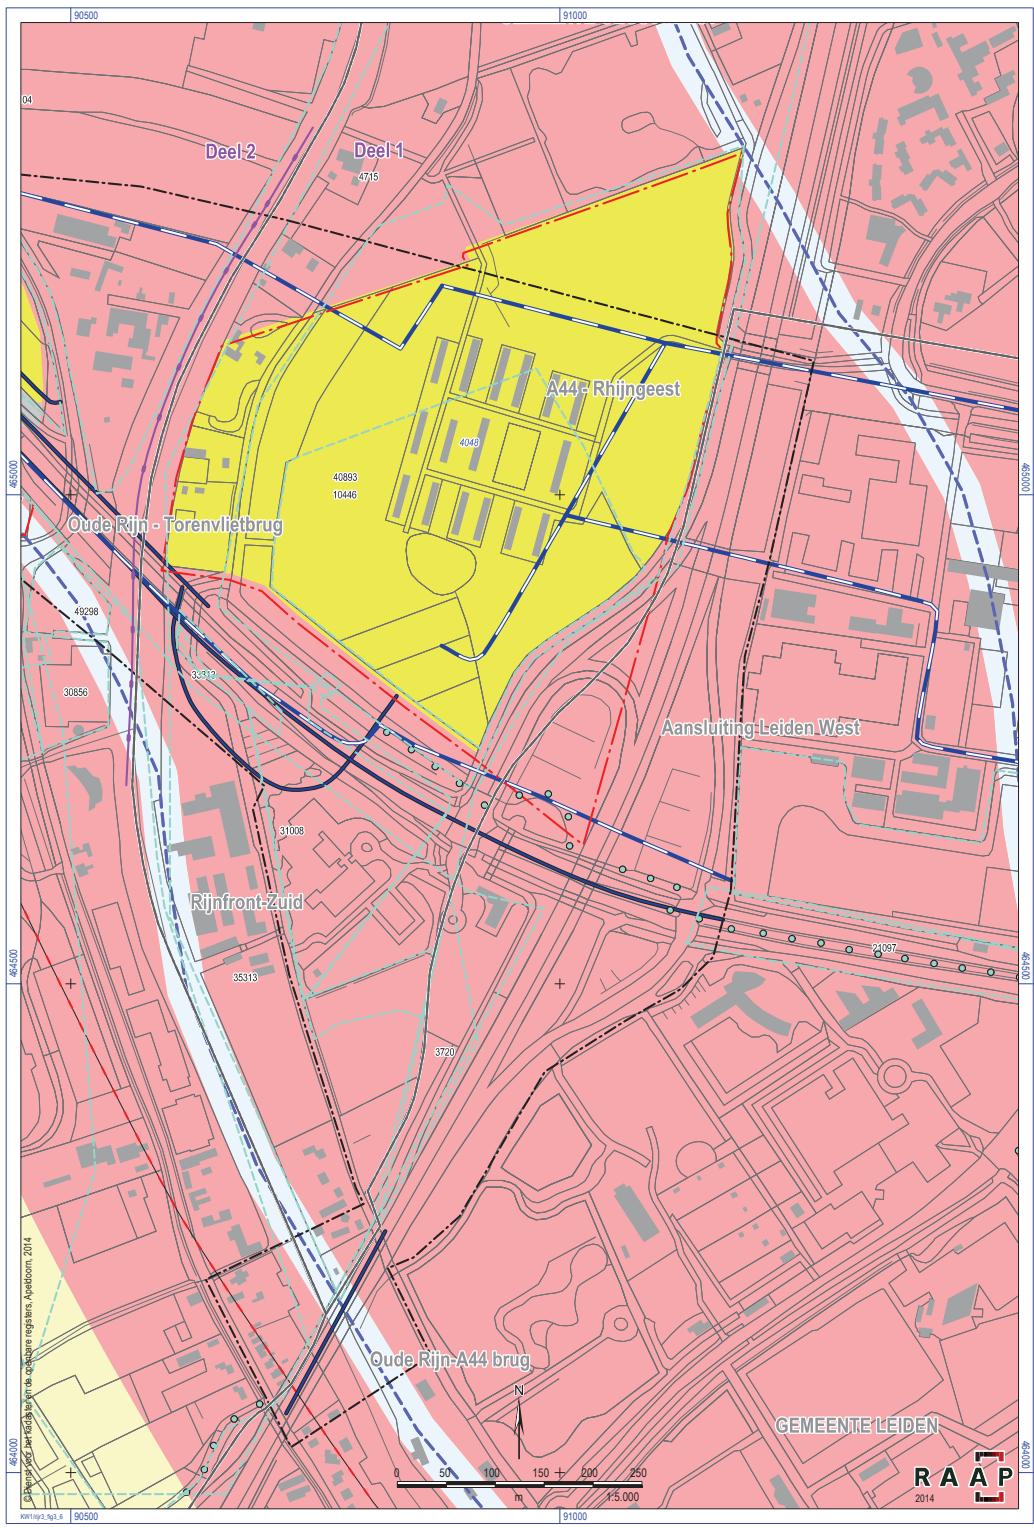 90500
91000
04
Deel 2
Deel 1
4715
A44 - Rhijngeest
4048
40893
10446
465000
465000
Oude Rijn - Torenvlietbrug
49298
33313
30856
Aansluiting Leiden West
31008
Rijnfront-Zuid
21097
35313
464500
464500
3720
Oude Rijn-A44 brug
N
GEMEENTE LEIDEN
464000
464000
0 50 100 150 200 250
m 1:5.000
RAAP
2014
© Dienst voor het kadaster en de openbare registers, Apeldoorn, 2014
KW1/rijr3_fig3_6
90500
91000